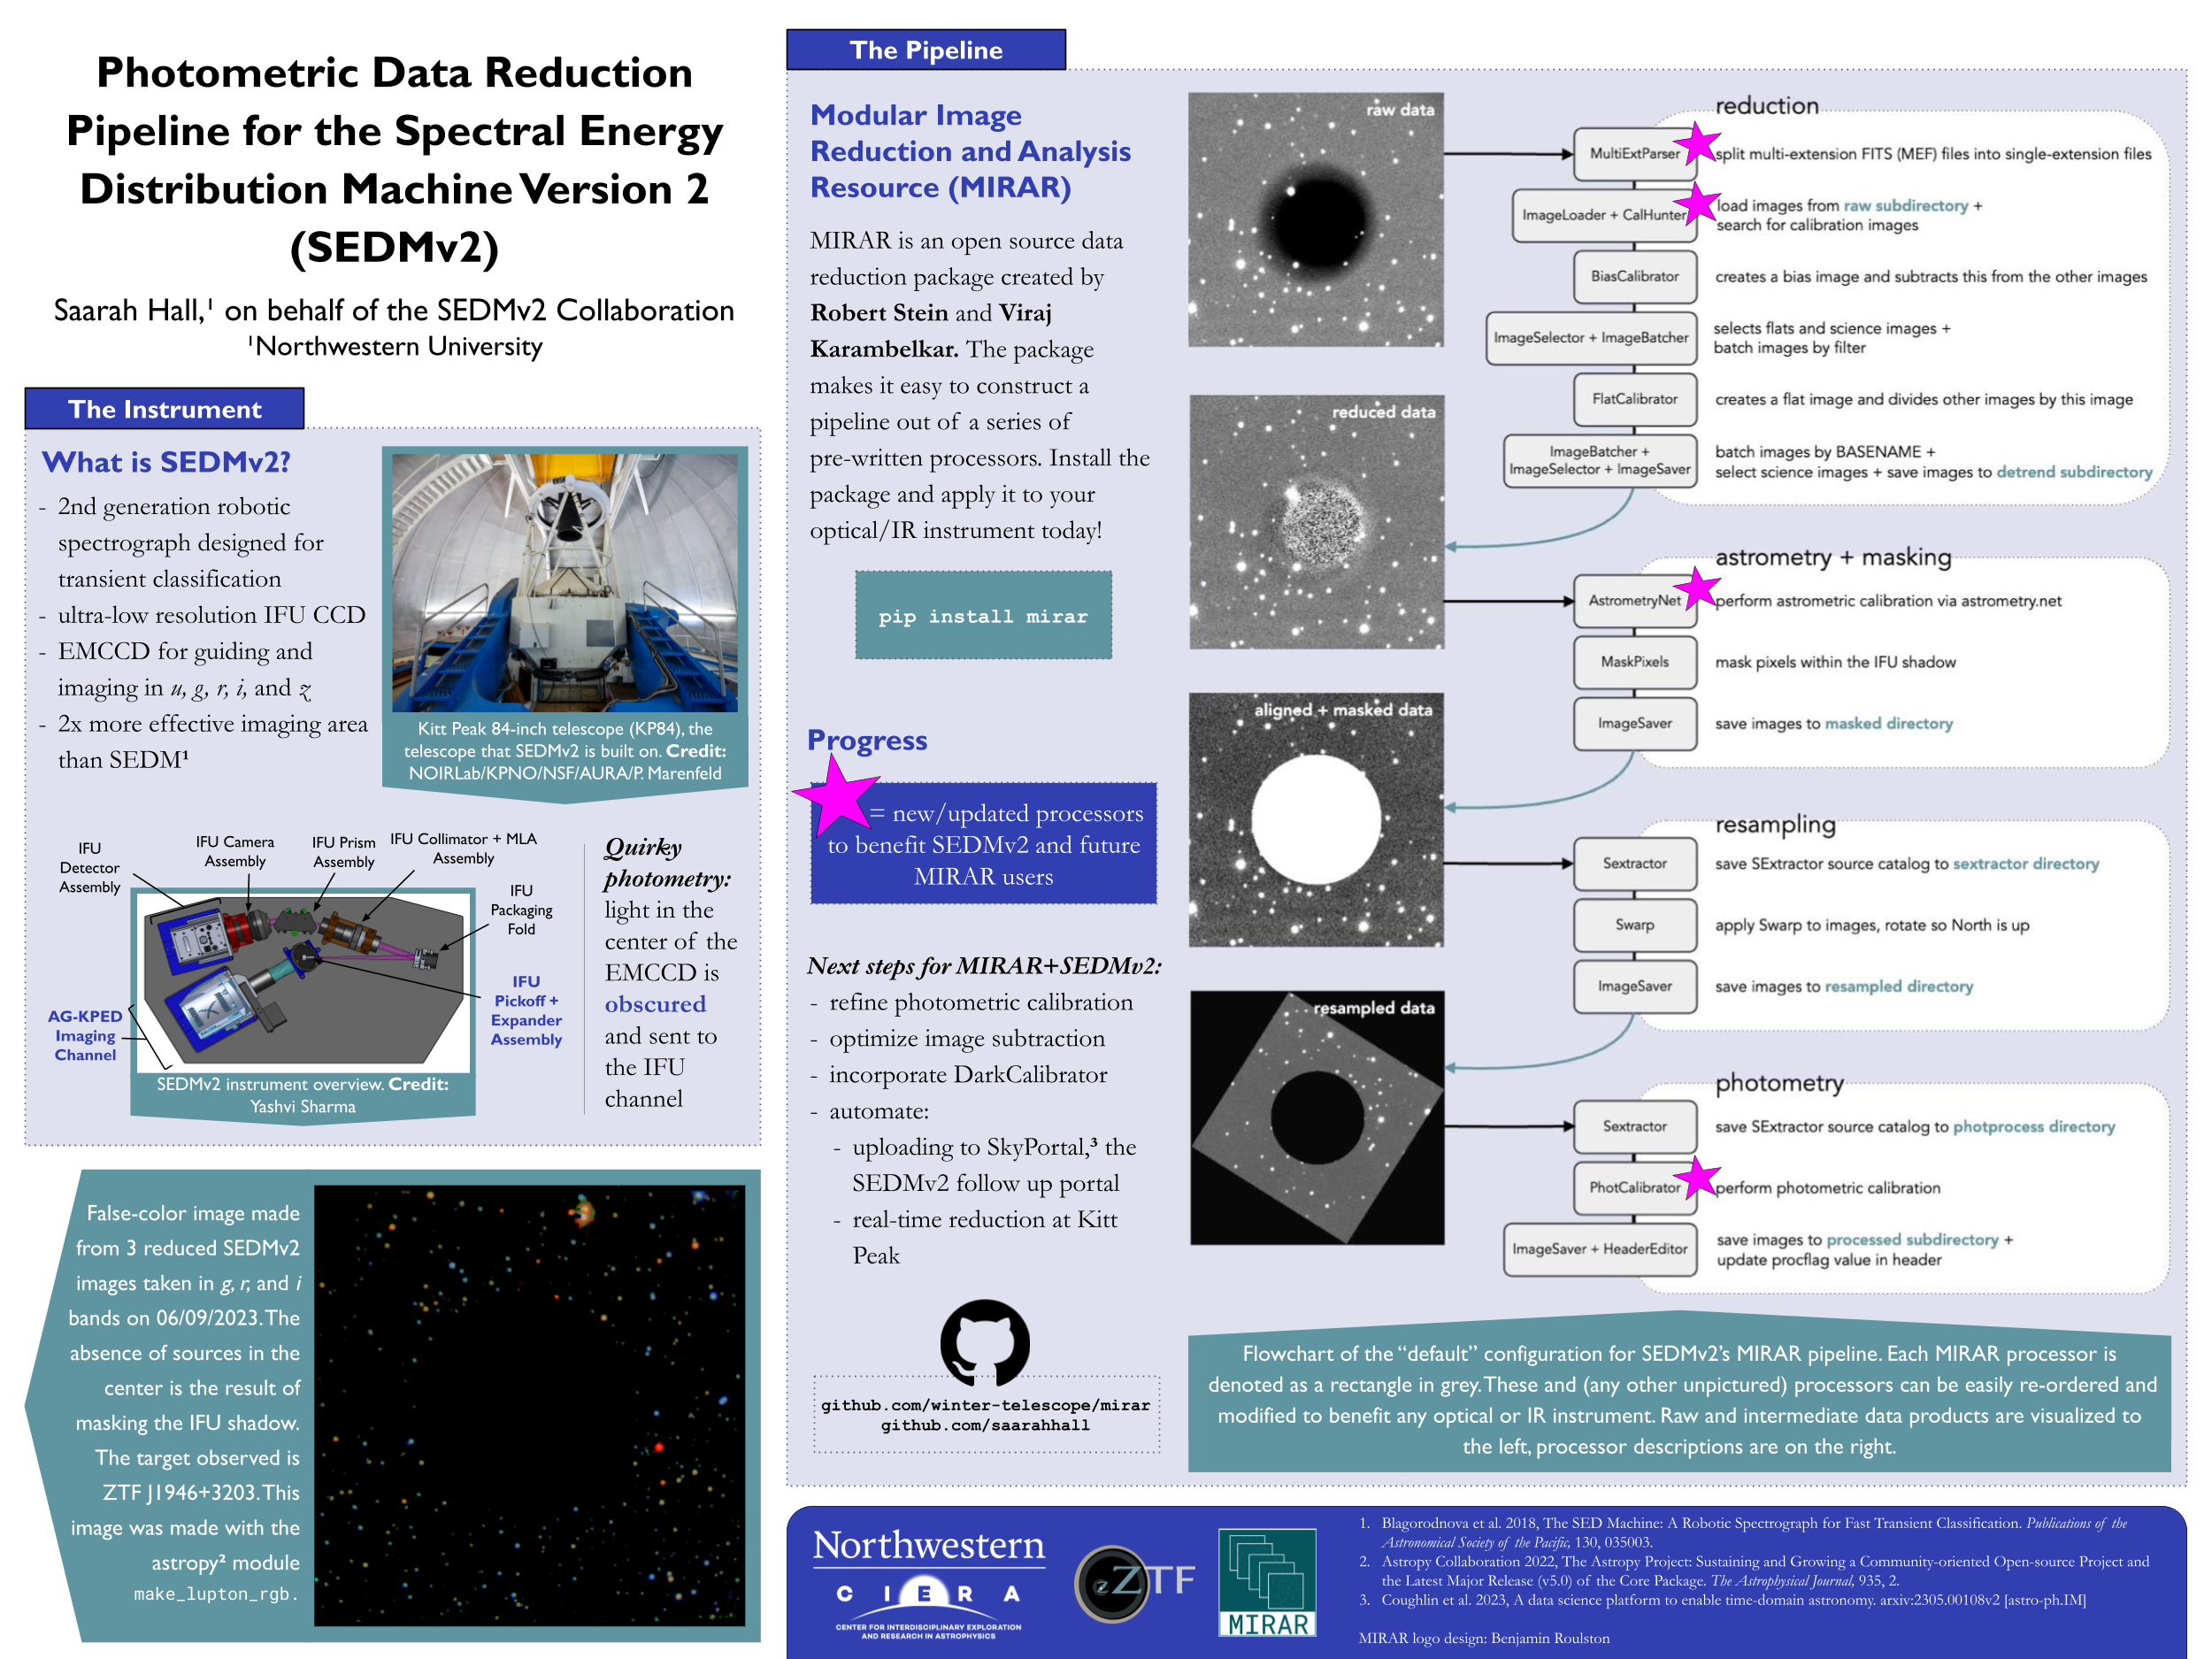 Photometric Data Reduction
Pipeline for the Spectral Energy
Distribution Machine Version 2
(SEDMv2)
Saarah Hall,¹ on behalf of the SEDMv2 Collaboration
¹Northwestern University
The Instrument
What is SEDMv2?
- 2nd generation robotic
spectrograph designed for
transient classification
- ultra-low resolution IFU CCD
- EMCCD for guiding and
imaging in u, g, r, i, and z
- 2x more effective imaging area
than SEDM¹
Kitt Peak 84-inch telescope (KP84), the
telescope that SEDMv2 is built on. Credit:
NOIRLab/KPNO/NSF/AURA/P. Marenfeld
IFU
Detector
Assembly
IFU Camera
Assembly
IFU Prism
Assembly
IFU Collimator + MLA
Assembly
IFU
Packaging
Fold
IFU
Pickoff +
Expander
Assembly
AG-KPED
Imaging
Channel
SEDMv2 instrument overview. Credit:
Yashvi Sharma
Quirky
photometry:
light in the
center of the
EMCCD is
obscured
and sent to
the IFU
channel
False-color image made
from 3 reduced SEDMv2
images taken in g, r, and i
bands on 06/09/2023. The
absence of sources in the
center is the result of
masking the IFU shadow.
The target observed is
ZTF J1946+3203. This
image was made with the
astropy² module
make_lupton_rgb.
The Pipeline
Modular Image
Reduction and Analysis
Resource (MIRAR)
MIRAR is an open source data
reduction package created by
Robert Stein and Viraj
Karambelkar. The package
makes it easy to construct a
pipeline out of a series of
pre-written processors. Install the
package and apply it to your
optical/IR instrument today!
pip install mirar
Progress
= new/updated processors
to benefit SEDMv2 and future
MIRAR users
Next steps for MIRAR+SEDMv2:
- refine photometric calibration
- optimize image subtraction
- incorporate DarkCalibrator
- automate:
- uploading to SkyPortal,³ the
SEDMv2 follow up portal
- real-time reduction at Kitt
Peak
github.com/winter-telescope/mirar
github.com/saarahhall
raw data
reduced data
aligned + masked data
resampled data
reduction
MultiExtParser
split multi-extension FITS (MEF) files into single-extension files
ImageLoader + CalHunter
load images from raw subdirectory +
search for calibration images
BiasCalibrator
creates a bias image and subtracts this from the other images
ImageSelector + ImageBatcher
selects flats and science images +
batch images by filter
FlatCalibrator
creates a flat image and divides other images by this image
ImageBatcher +
ImageSelector + ImageSaver
batch images by BASENAME +
select science images + save images to detrend subdirectory
astrometry + masking
AstrometryNet
perform astrometric calibration via astrometry.net
MaskPixels
mask pixels within the IFU shadow
ImageSaver
save images to masked directory
resampling
Sextractor
save SExtractor source catalog to sextractor directory
Swarp
apply Swarp to images, rotate so North is up
ImageSaver
save images to resampled directory
photometry
Sextractor
save SExtractor source catalog to photprocess directory
PhotCalibrator
perform photometric calibration
ImageSaver + HeaderEditor
save images to processed subdirectory +
update procflag value in header
Flowchart of the “default” configuration for SEDMv2’s MIRAR pipeline. Each MIRAR processor is
denoted as a rectangle in grey. These and (any other unpictured) processors can be easily re-ordered and
modified to benefit any optical or IR instrument. Raw and intermediate data products are visualized to
the left, processor descriptions are on the right.
Northwestern
CIERA
CENTER FOR INTERDISCIPLINARY EXPLORATION
AND RESEARCH IN ASTROPHYSICS
ZTF
MIRAR
1. Blagorodnova et al. 2018, The SED Machine: A Robotic Spectrograph for Fast Transient Classification. Publications of the
Astronomical Society of the Pacific, 130, 035003.
2. Astropy Collaboration 2022, The Astropy Project: Sustaining and Growing a Community-oriented Open-source Project and
the Latest Major Release (v5.0) of the Core Package. The Astrophysical Journal, 935, 2.
3. Coughlin et al. 2023, A data science platform to enable time-domain astronomy. arxiv:2305.00108v2 [astro-ph.IM]
MIRAR logo design: Benjamin Roulston